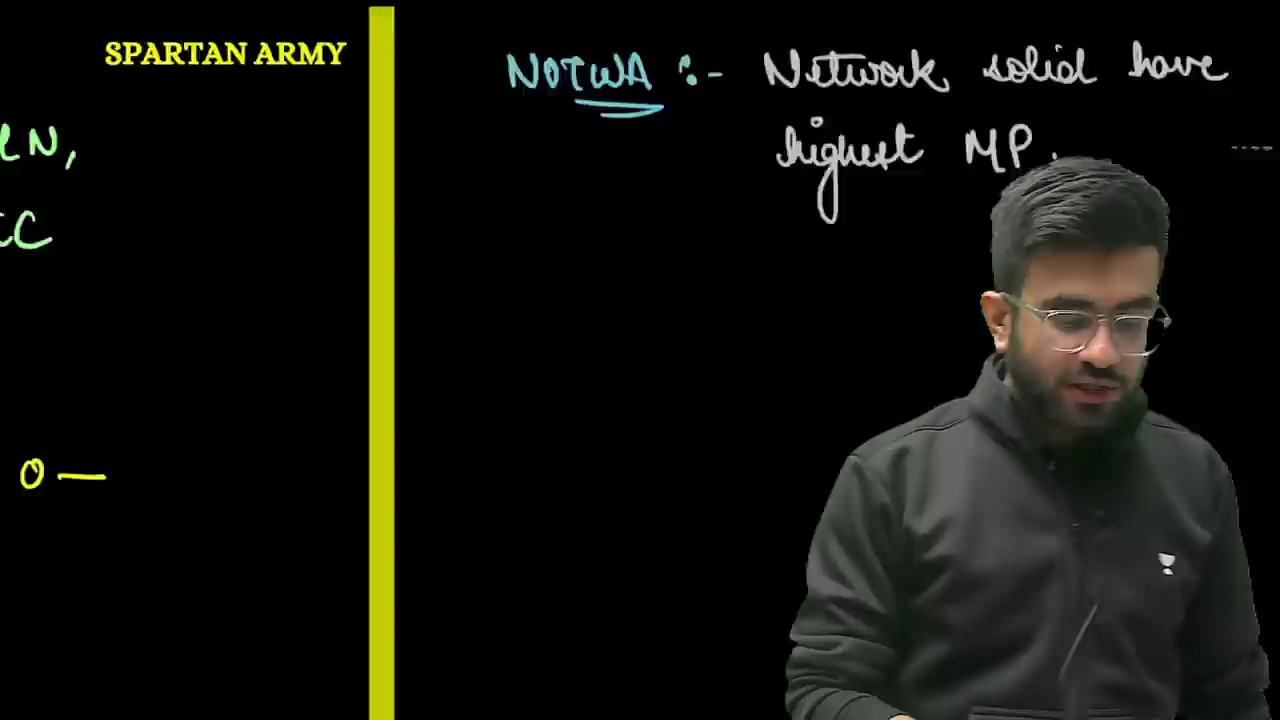 SPARTAN ARMY
N,
C
O —
NOTWA :- Network solid have
highest MP.